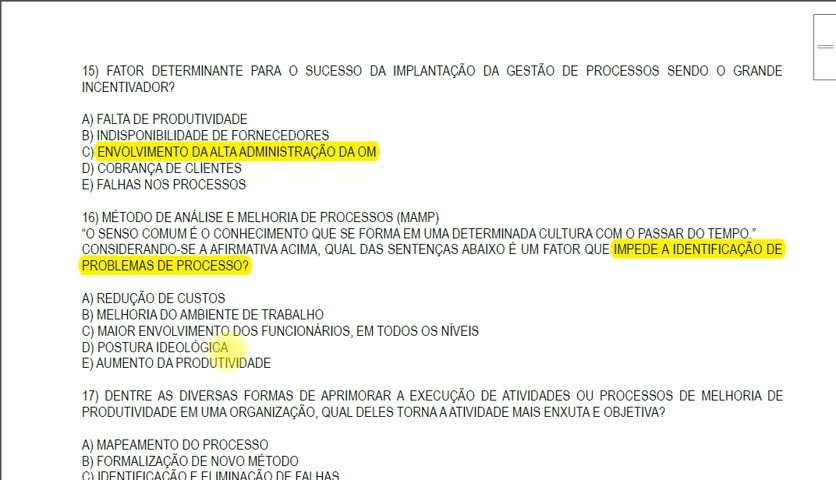 15) FATOR DETERMINANTE PARA O SUCESSO DA IMPLANTAÇÃO DA GESTÃO DE PROCESSOS SENDO O GRANDE
INCENTIVADOR?
A) FALTA DE PRODUTIVIDADE
B) INDISPONIBILIDADE DE FORNECEDORES
C) ENVOLVIMENTO DA ALTA ADMINISTRAÇÃO DA OM
D) COBRANÇA DE CLIENTES
E) FALHAS NOS PROCESSOS
16) MÉTODO DE ANÁLISE E MELHORIA DE PROCESSOS (MAMP)
“O SENSO COMUM É O CONHECIMENTO QUE SE FORMA EM UMA DETERMINADA CULTURA COM O PASSAR DO TEMPO.”
CONSIDERANDO-SE A AFIRMATIVA ACIMA, QUAL DAS SENTENÇAS ABAIXO É UM FATOR QUE IMPEDE A IDENTIFICAÇÃO DE
PROBLEMAS DE PROCESSO?
A) REDUÇÃO DE CUSTOS
B) MELHORIA DO AMBIENTE DE TRABALHO
C) MAIOR ENVOLVIMENTO DOS FUNCIONÁRIOS, EM TODOS OS NÍVEIS
D) POSTURA IDEOLÓGICA
E) AUMENTO DA PRODUTIVIDADE
17) DENTRE AS DIVERSAS FORMAS DE APRIMORAR A EXECUÇÃO DE ATIVIDADES OU PROCESSOS DE MELHORIA DE
PRODUTIVIDADE EM UMA ORGANIZAÇÃO, QUAL DELES TORNA A ATIVIDADE MAIS ENXUTA E OBJETIVA?
A) MAPEAMENTO DO PROCESSO
B) FORMALIZAÇÃO DE NOVO MÉTODO
C) IDENTIFICAÇÃO E ELIMINAÇÃO DE FALHAS